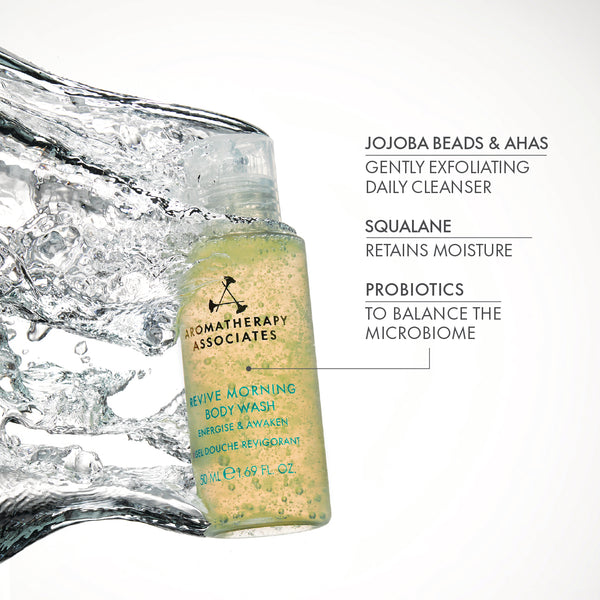 JOJOBA BEADS & AHAS
GENTLY EXFOLIATING
DAILY CLEANSER
SQUALANE
RETAINS MOISTURE
PROBIOTICS
TO BALANCE THE
MICROBIOME
AROMATHERAPY
ASSOCIATES
REVIVE MORNING
BODY WASH
ENERGISE & AWAKEN
GEL DOUCHE REVIGORANT
50 ML ℮ 1.69 FL. OZ.